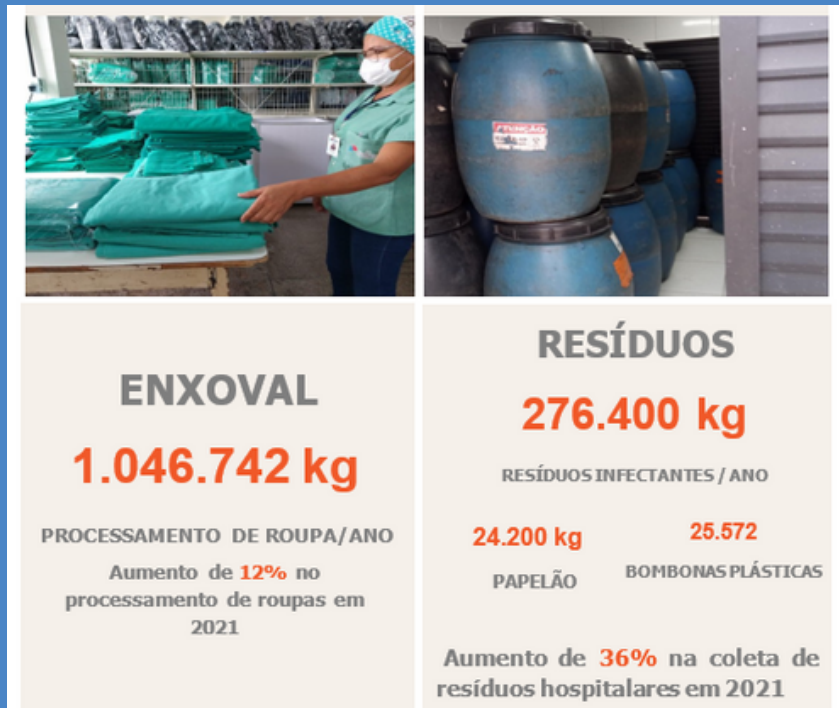 ATENÇÃO
ENXOVAL
1.046.742 kg
PROCESSAMENTO DE ROUPA/ANO
Aumento de 12% no
processamento de roupas em
2021
RESÍDUOS
276.400 kg
RESÍDUOS INFECTANTES / ANO
24.200 kg
PAPELÃO
25.572
BOMBONAS PLÁSTICAS
Aumento de 36% na coleta de
resíduos hospitalares em 2021